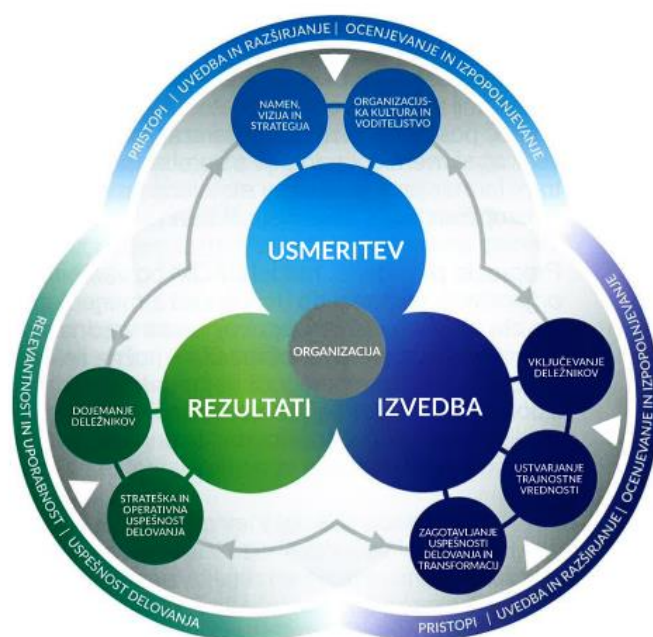 PRISTOPI | UVEDBA IN RAZŠIRJANJE | OCENJEVANJE IN IZPOPOLNJEVANJE
NAMEN,
VIZIJA IN
STRATEGIJA
ORGANIZACIJS-
KA KULTURA IN
VODITELJSTVO
USMERITEV
ORGANIZACIJA
REZULTATI
IZVEDBA
VKLJUČEVANJE
DELEŽNIKOV
USTVARJANJE
TRAJNOSTNE
VREDNOSTI
ZAGOTAVLJANJE
USPEŠNOSTI
DELOVANJA IN
TRANSFORMACIJ
DOJEMANJE
DELEŽNIKOV
STRATEŠKA IN
OPERATIVNA
USPEŠNOST
DELOVANJA
RELEVANTNOST IN UPORABNOST | USPEŠNOST DELOVANJA
PRISTOPI | UVEDBA IN RAZŠIRJANJE | OCENJEVANJE IN IZPOPOLNJEVANJE